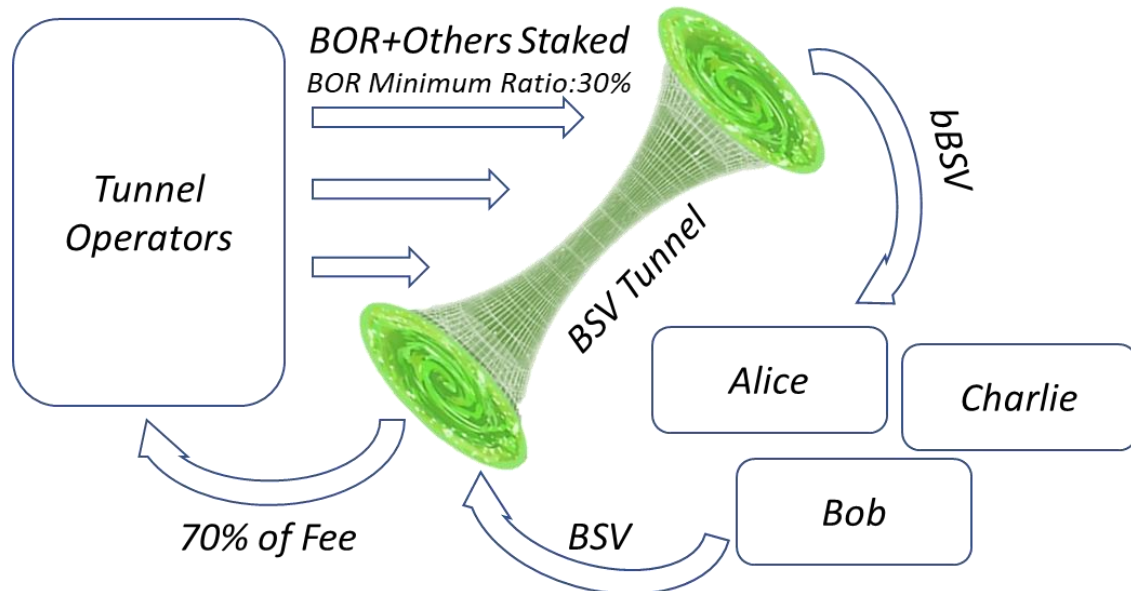 BOR+Others Staked
BOR Minimum Ratio:30%
Tunnel
Operators
bBSV
BSV Tunnel
Alice
Charlie
Bob
70% of Fee
BSV